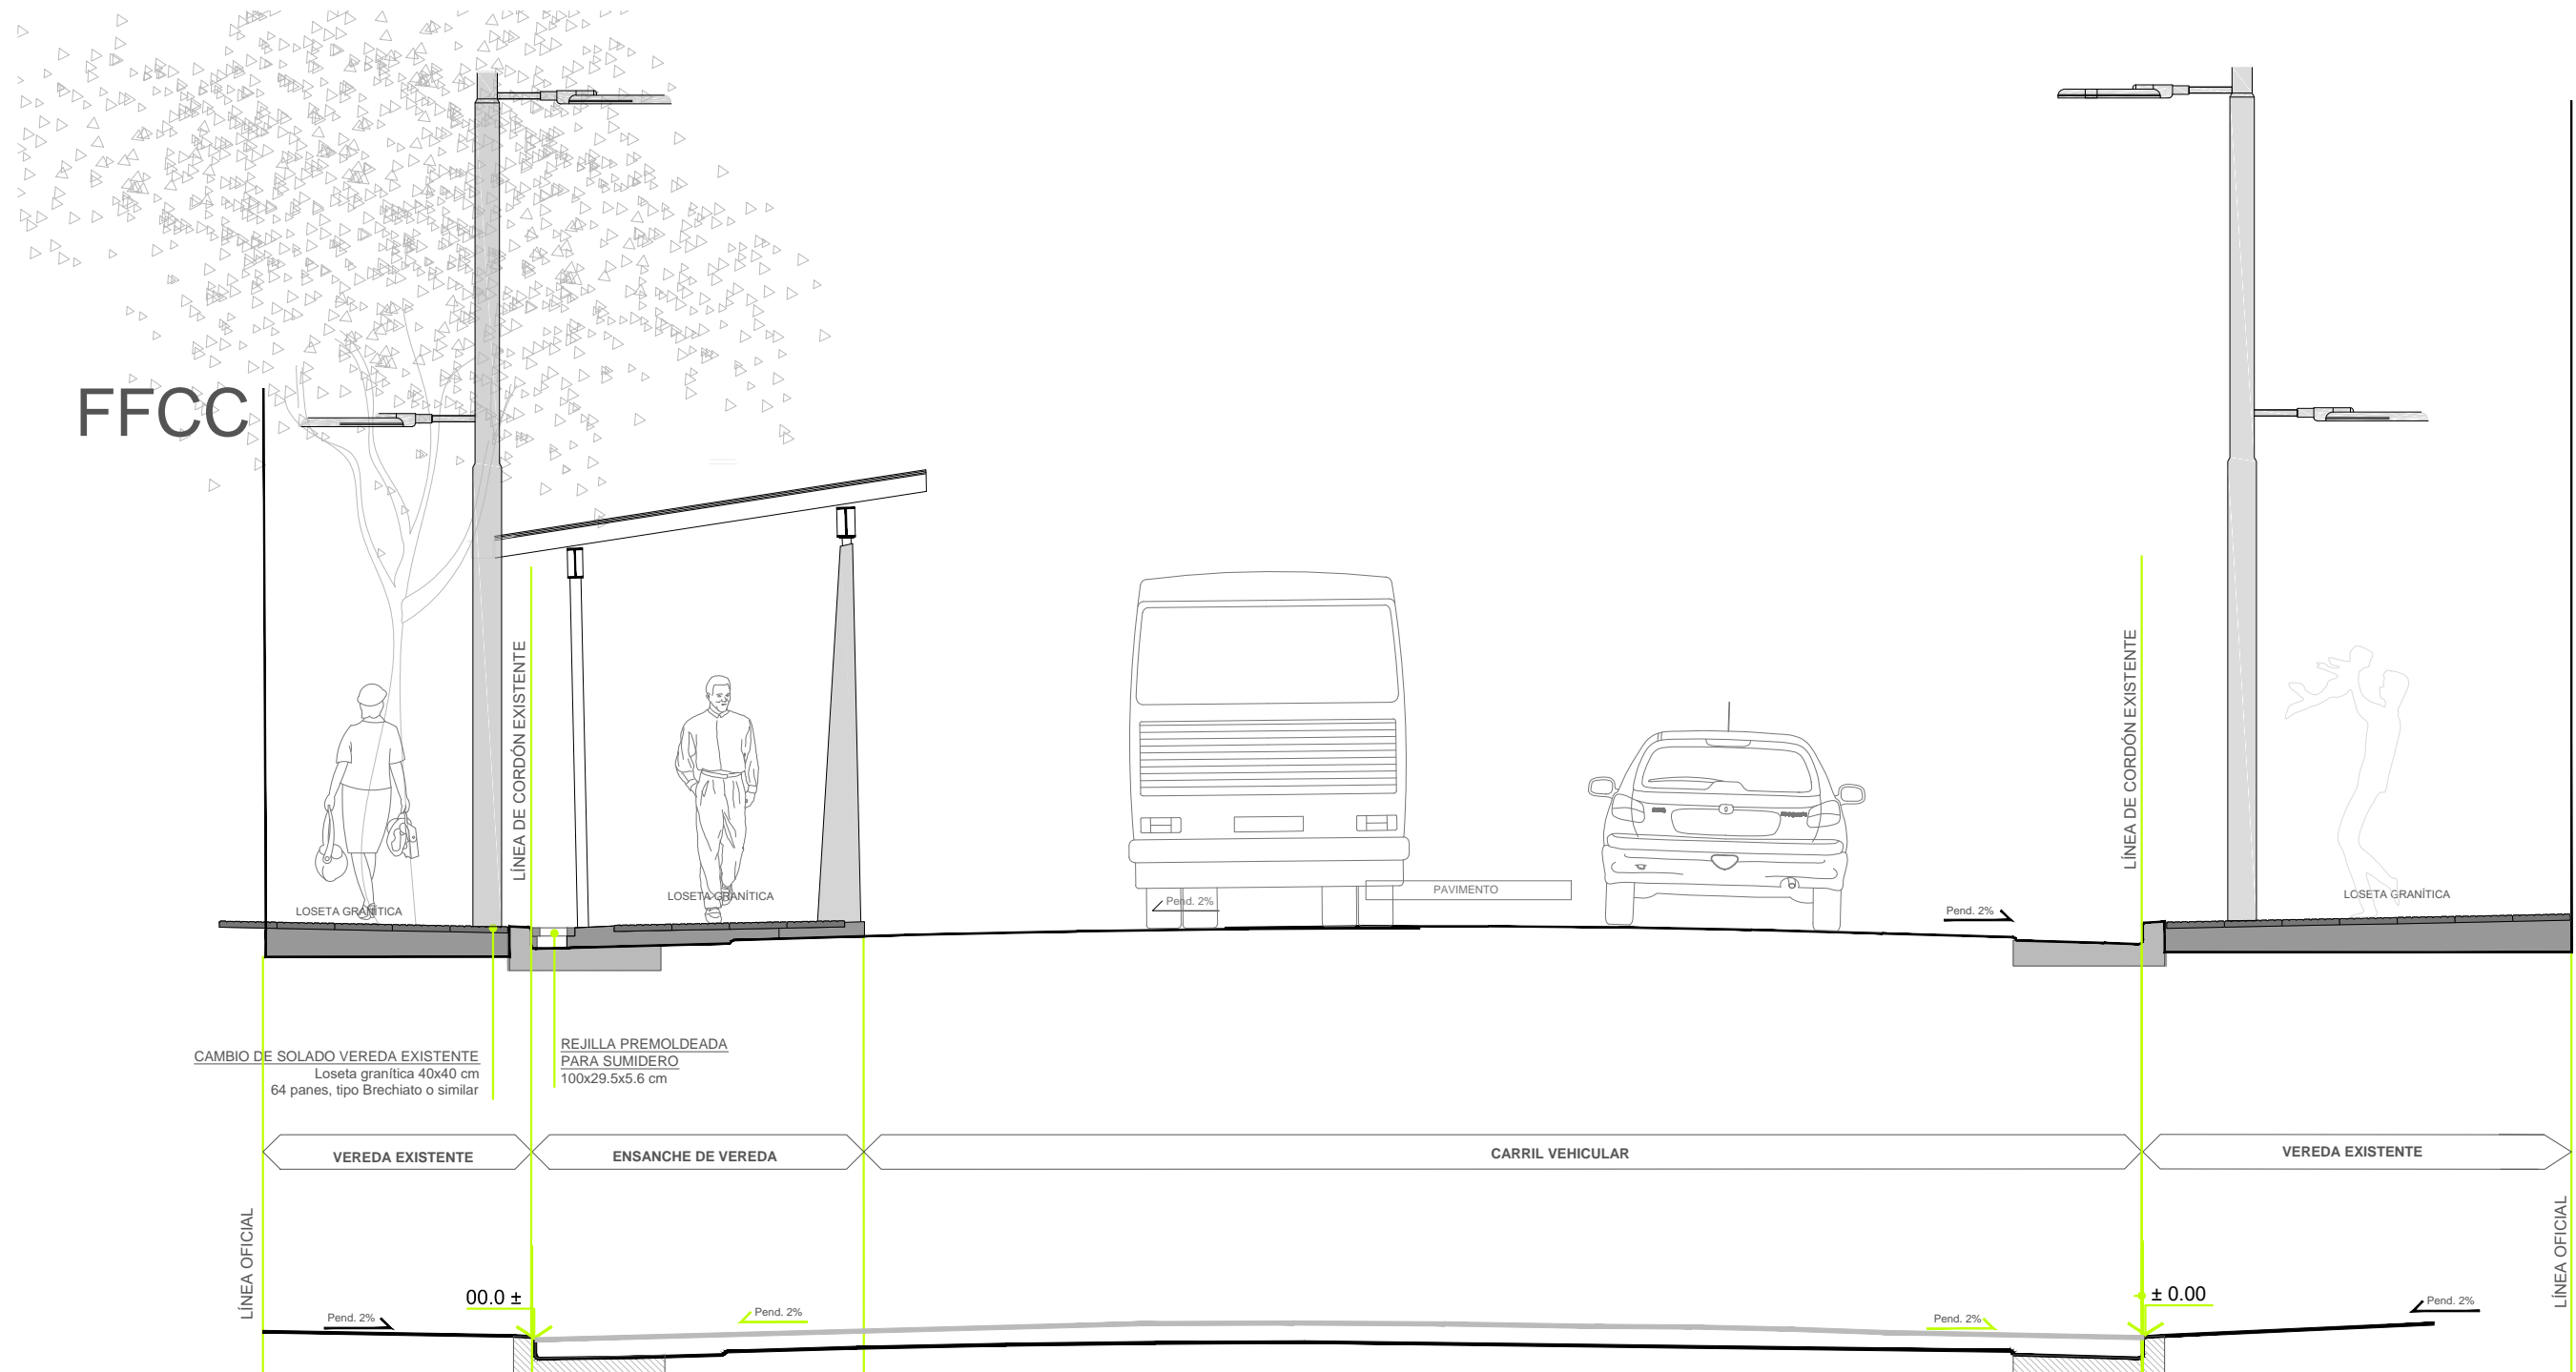 FFCC
LÍNEA DE CORDÓN EXISTENTE
LÍNEA DE CORDÓN EXISTENTE
LOSETA GRANÍTICA
LOSETA GRANÍTICA
Pend. 2%
PAVIMENTO
Pend. 2%
LOSETA GRANÍTICA
CAMBIO DE SOLADO VEREDA EXISTENTE
Loseta granítica 40x40 cm
64 panes, tipo Brechiato o similar
REJILLA PREMOLDEADA
PARA SUMIDERO
100x29.5x5.6 cm
VEREDA EXISTENTE
ENSANCHE DE VEREDA
CARRIL VEHICULAR
VEREDA EXISTENTE
LÍNEA OFICIAL
LÍNEA OFICIAL
00.0 ±
± 0.00
Pend. 2%
Pend. 2%
Pend. 2%
Pend. 2%